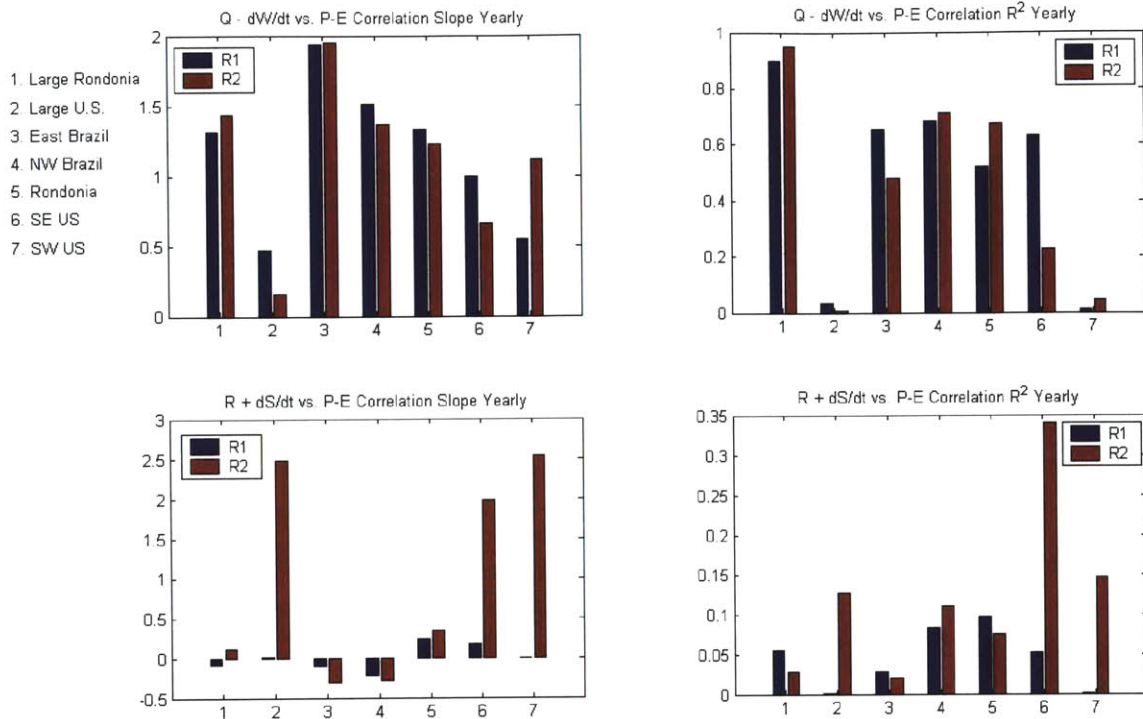 Q - dW/dt vs. P-E Correlation Slope Yearly
2
1.5
1
0.5
0
R1
R2
1 2 3 4 5 6 7
1. Large Rondonia
2. Large U.S.
3. East Brazil
4. NW Brazil
5. Rondonia
6. SE US
7. SW US
Q - dW/dt vs. P-E Correlation R² Yearly
1
0.8
0.6
0.4
0.2
0
R1
R2
1 2 3 4 5 6 7
R + dS/dt vs. P-E Correlation Slope Yearly
3
2.5
2
1.5
1
0.5
0
-0.5
R1
R2
1 2 3 4 5 6 7
R + dS/dt vs. P-E Correlation R² Yearly
0.35
0.3
0.25
0.2
0.15
0.1
0.05
0
R1
R2
1 2 3 4 5 6 7